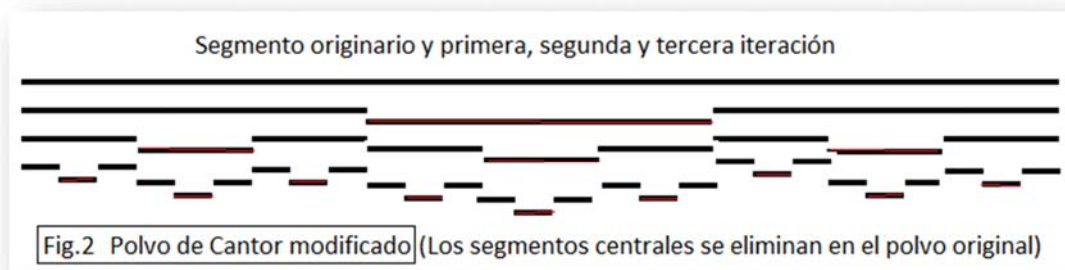 Segmento originario y primera, segunda y tercera iteración
Fig.2 Polvo de Cantor modificado (Los segmentos centrales se eliminan en el polvo original)